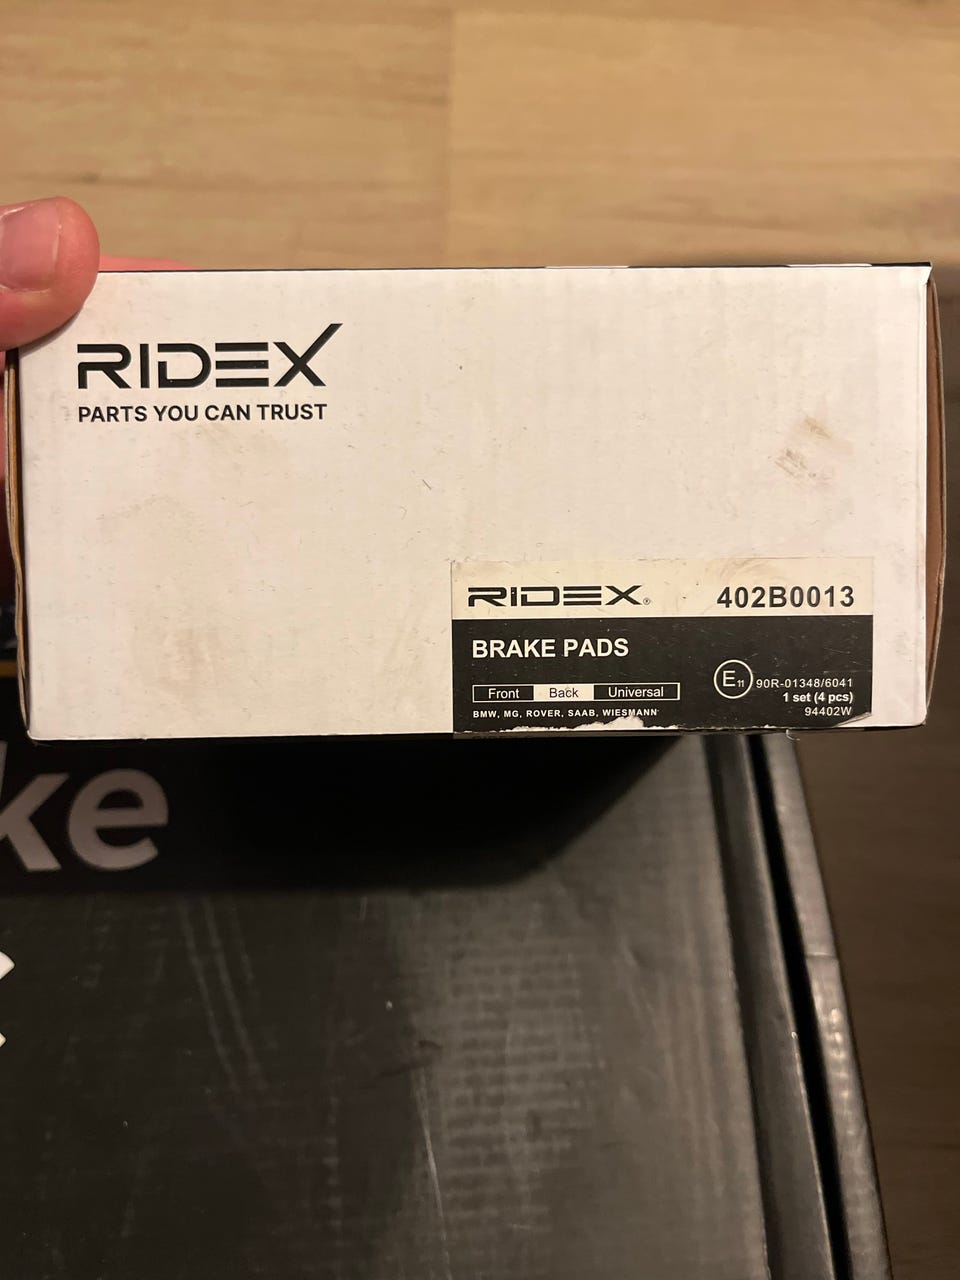 RIDEX
PARTS YOU CAN TRUST
RIDEX® 402B0013
BRAKE PADS
Front Back Universal
E11 90R-01348/6041
1 set (4 pcs)
BMW, MG, ROVER, SAAB, WIESMANN
94402W
ke